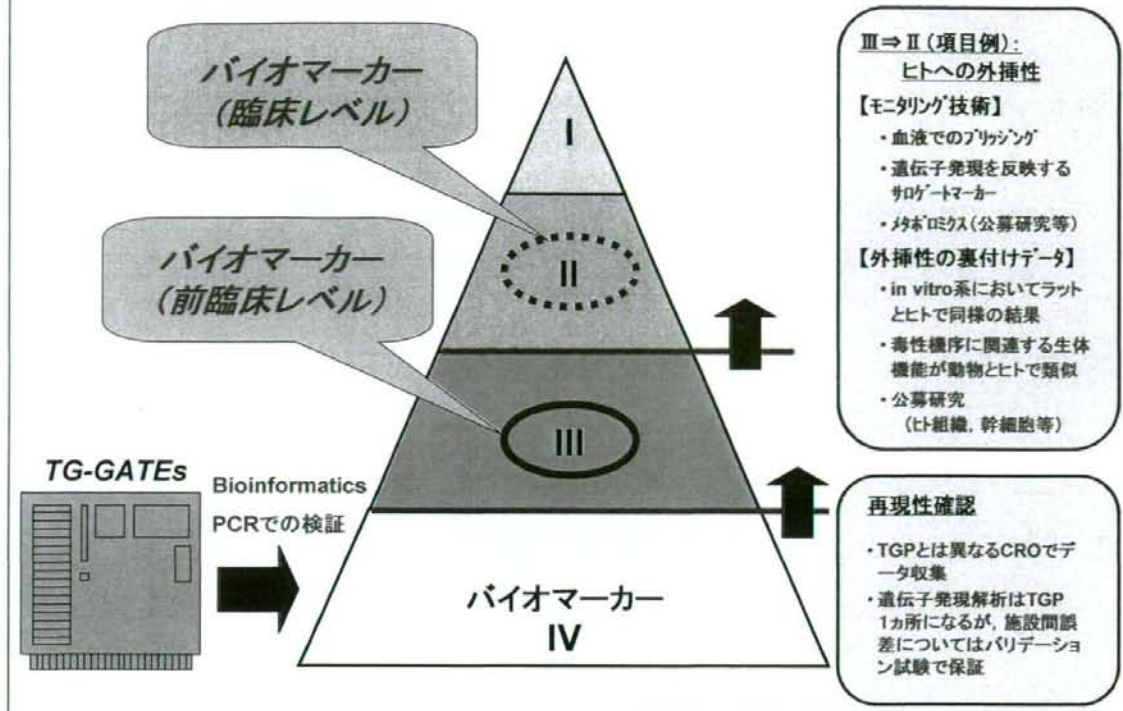 バイオマーカー
(臨床レベル)
バイオマーカー
(前臨床レベル)
I
II
III
バイオマーカー
IV
TG-GATEs
Bioinformatics
PCRでの検証
Ⅲ⇒Ⅱ(項目例):
ヒトへの外挿性
【モニタリング技術】
・血液でのブリッジング
・遺伝子発現を反映する
サロゲートマーカー
・メタボロミクス(公募研究等)
【外挿性の裏付けデータ】
・in vitro系においてラット
とヒトで同様の結果
・毒性機序に関連する生体
機能が動物とヒトで類似
・公募研究
(ヒト組織, 幹細胞等)
再現性確認
・TGPとは異なるCROでデ
ータ収集
・遺伝子発現解析はTGP
1ヵ所になるが, 施設間誤
差についてはバリデーショ
ン試験で保証